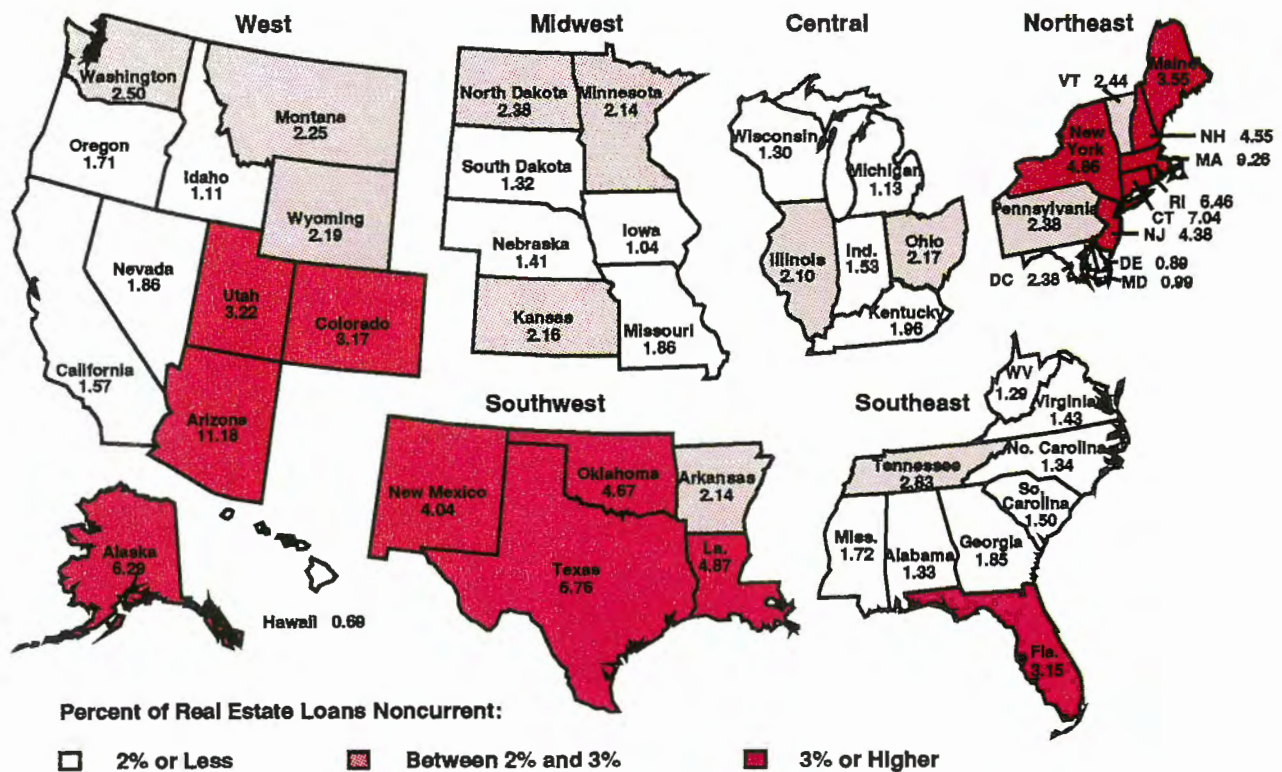 West
Washington
2.50
Montana
2.25
Oregon
1.71
Idaho
1.11
Wyoming
2.19
Nevada
1.86
Utah
3.22
Colorado
3.17
California
1.57
Arizona
11.18
Alaska
6.29
Hawaii 0.69
Midwest
North Dakota
2.38
Minnesota
2.14
South Dakota
1.32
Nebraska
1.41
Iowa
1.04
Kansas
2.16
Missouri
1.86
Central
Wisconsin
1.30
Michigan
1.13
Illinois
2.10
Ind.
1.53
Ohio
2.17
Kentucky
1.96
Northeast
Maine
3.55
VT 2.44
New
York
4.86
NH 4.55
MA 9.26
RI 6.46
CT 7.04
NJ 4.38
Pennsylvania
2.38
DE 0.89
MD 0.99
DC 2.38
Southwest
New Mexico
4.04
Oklahoma
4.67
Arkansas
2.14
Texas
5.76
La.
4.87
Southeast
WV
1.29
Virginia
1.43
No. Carolina
1.34
Tennessee
2.83
So.
Carolina
1.50
Miss.
1.72
Alabama
1.33
Georgia
1.85
Fla.
3.15
Percent of Real Estate Loans Noncurrent:
2% or Less
Between 2% and 3%
3% or Higher